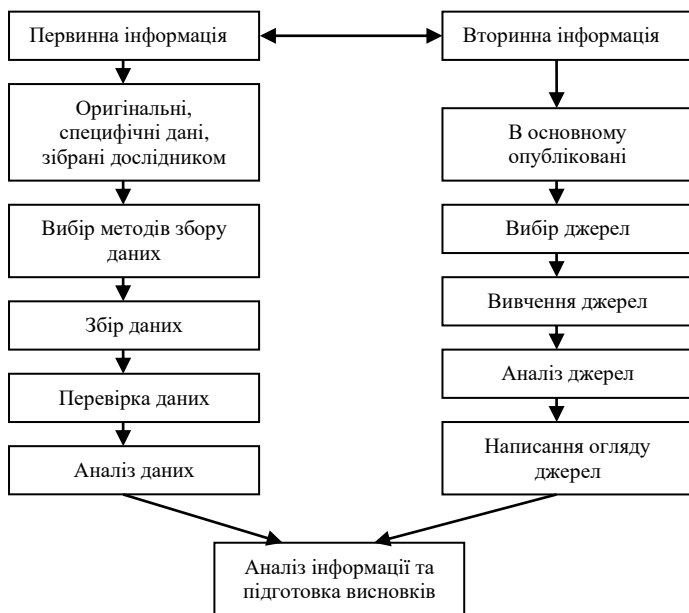 Первинна інформація
Оригінальні,
специфічні дані,
зібрані дослідником
Вибір методів збору
даних
Збір даних
Перевірка даних
Аналіз даних
Вторинна інформація
В основному
опубліковані
Вибір джерел
Вивчення джерел
Аналіз джерел
Написання огляду
джерел
Аналіз інформації та
підготовка висновків